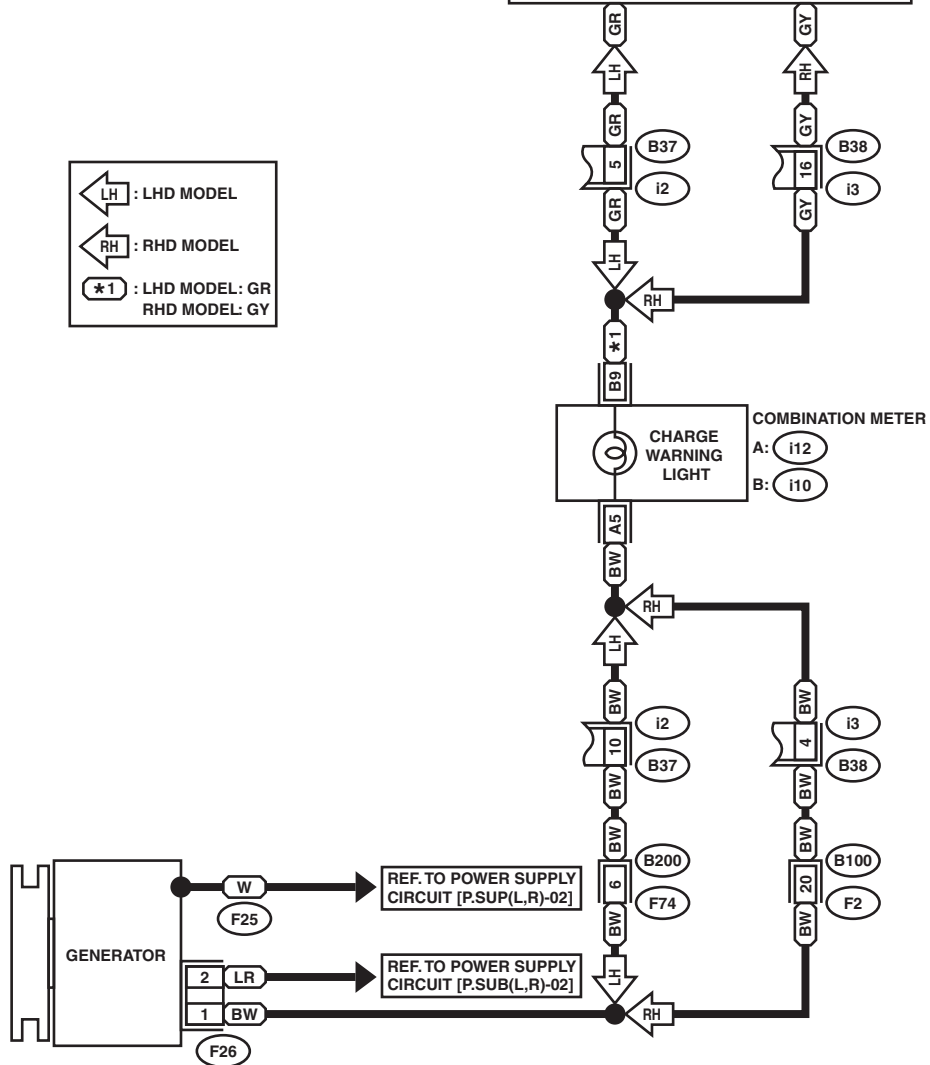 GR
GY
LH
RH
GR
GY
5
B37
16
B38
i2
i3
GR
GY
LH
RH
LH : LHD MODEL
RH : RHD MODEL
*1 : LHD MODEL: GR
RHD MODEL: GY
*1
B9
CHARGE
WARNING
LIGHT
COMBINATION METER
A: i12
B: i10
A5
BW
RH
LH
BW
BW
10
i2
4
i3
B37
B38
BW
BW
BW
BW
6
B200
20
B100
F74
F2
BW
BW
LH
RH
GENERATOR
W
F25
REF. TO POWER SUPPLY
CIRCUIT [P.SUP(L,R)-02]
2 LR
REF. TO POWER SUPPLY
CIRCUIT [P.SUB(L,R)-02]
1 BW
F26